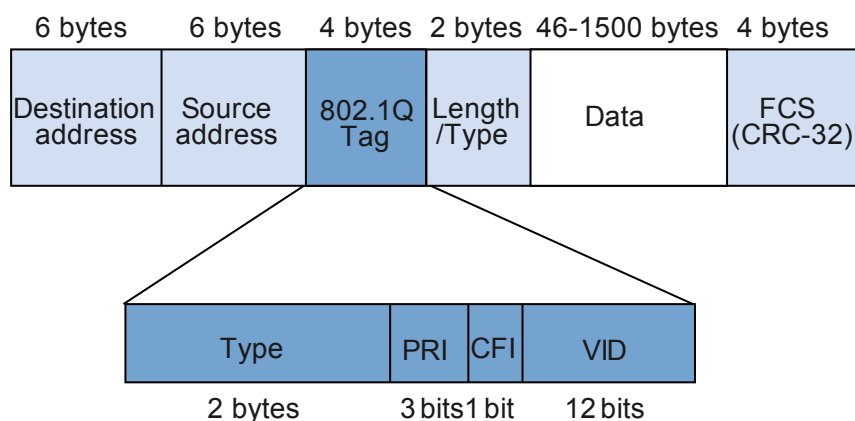 6 bytes 6 bytes 4 bytes 2 bytes 46-1500 bytes 4 bytes
Destination address Source address 802.1Q Tag Length /Type Data FCS (CRC-32)
Type PRI CFI VID
2 bytes 3 bits 1 bit 12 bits